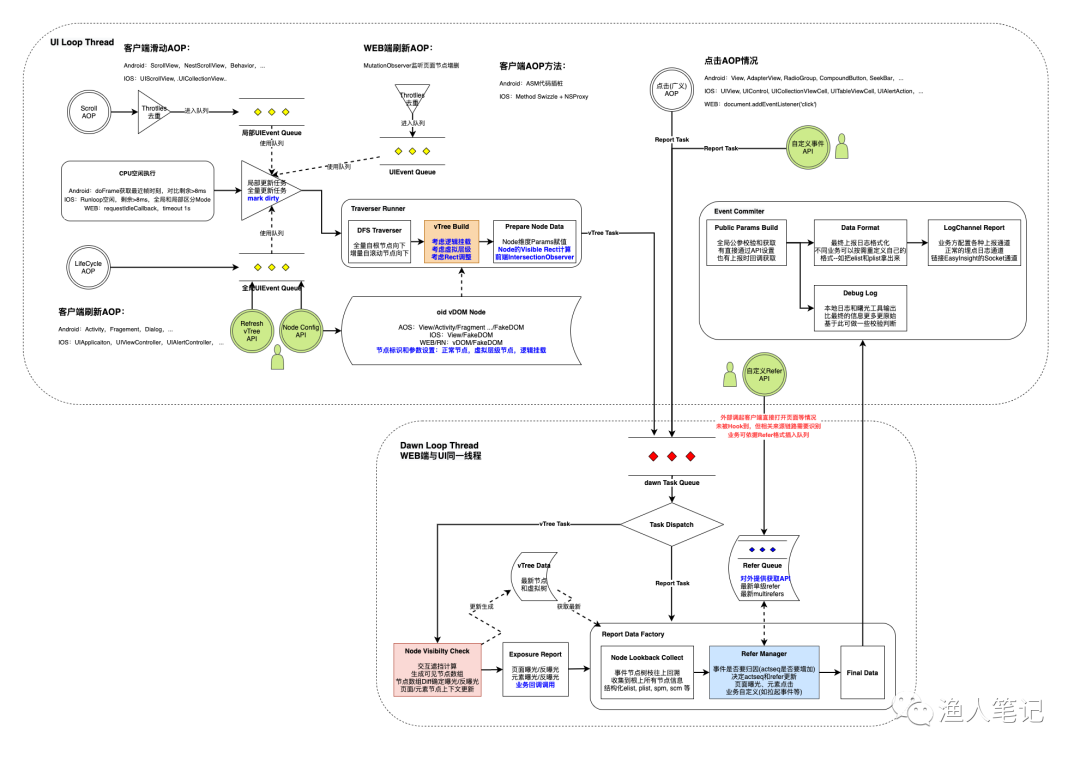 UI Loop Thread
客户端滑动AOP:
Android: ScrollView, NestScrollView, Behavior, ...
IOS: UIScrollView, .UICollectionView..
WEB端刷新AOP:
MutationObserver监听页面节点增删
客户端AOP方法:
Android: ASM代码插桩
IOS: Method Swizzle + NSProxy
点击AOP情况
Android: View, AdapterView, RadioGroup, CompoundButton, SeekBar, ...
IOS: UIView, UIControl, UICollectionViewCell, UITableViewCell, UIAlertAction, ...
WEB: document.addEventListener('click')
Scroll
AOP
Throttles
去重
进入队列
局部UIEvent Queue
使用队列
Throttles
去重
进入队列
UIEvent Queue
使用队列
点击(广义)
AOP
Report Task
Report Task
自定义事件
API
CPU空闲执行
Android: doFrame获取最近帧时刻, 对比剩余>8ms
IOS: Runloop空闲, 剩余>8ms, 全局和局部区分Mode
WEB: requestIdleCallback, timeout 1s
局部更新任务
全量更新任务
mark dirty
使用队列
Traverser Runner
DFS Traverser
全量自根节点向下
增量自滚动节点向下
vTree Build
考虑逻辑挂载
考虑虚拟层级
考虑Rect调整
Prepare Node Data
Node维度Params赋值
Node的Visible Rect计算
前端IntersectionObserver
vTree Task
Event Commiter
Public Params Build
全局公参校验和获取
有直接通过API设置
也有上报时回调获取
Data Format
最终上报日志格式化
不同业务可以按需重定义自己的
格式--如把elist和plist拿出来
LogChannel Report
业务方配置各种上报通道
正常的埋点日志通道
链接EasyInsight的Socket通道
Debug Log
本地日志和曝光工具输出
比最终的信息更多更原始
基于此可做一些校验判断
LifeCycle
AOP
全局UIEvent Queue
客户端刷新AOP:
Android: Activity, Fragement, Dialog, ...
IOS: UIApplicaiton, UIViewController, UIAlertController, ...
Refresh
vTree
API
Node Config
API
oid vDOM Node
AOS: View/Activity/Fragment .../FakeDOM
IOS: View/FakeDOM
WEB/RN: vDOM/FakeDOM
节点标识和参数设置: 正常节点, 虚拟层级节点, 逻辑挂载
自定义Refer
API
外部调起客户端直接打开页面等情况
未被Hook到, 但相关来源链路需要识别
业务可依据Refer格式插入队列
Dawn Loop Thread
WEB端与UI同一线程
dawn Task Queue
Task Dispatch
vTree Task
Report Task
vTree Data
最新节点
和虚拟树
更新生成
获取最新
Refer Queue
对外提供获取API
最新单级refer
最新multirefers
Node Visibilty Check
交互遮挡计算
生成可见节点数组
节点数组Diff确定曝光/反曝光
页面/元素节点上下文更新
Exposure Report
页面曝光/反曝光
元素曝光/反曝光
业务回调调用
Report Data Factory
Node Lookback Collect
事件节点树枝往上回溯
收集到根上所有节点信息
结构化elist, plist, spm, scm 等
Refer Manager
事件是否要归因(actseq是否要增加)
决定actseq和refer更新
页面曝光、元素点击
业务自定义(如拉起事件等)
Final Data
渔人笔记